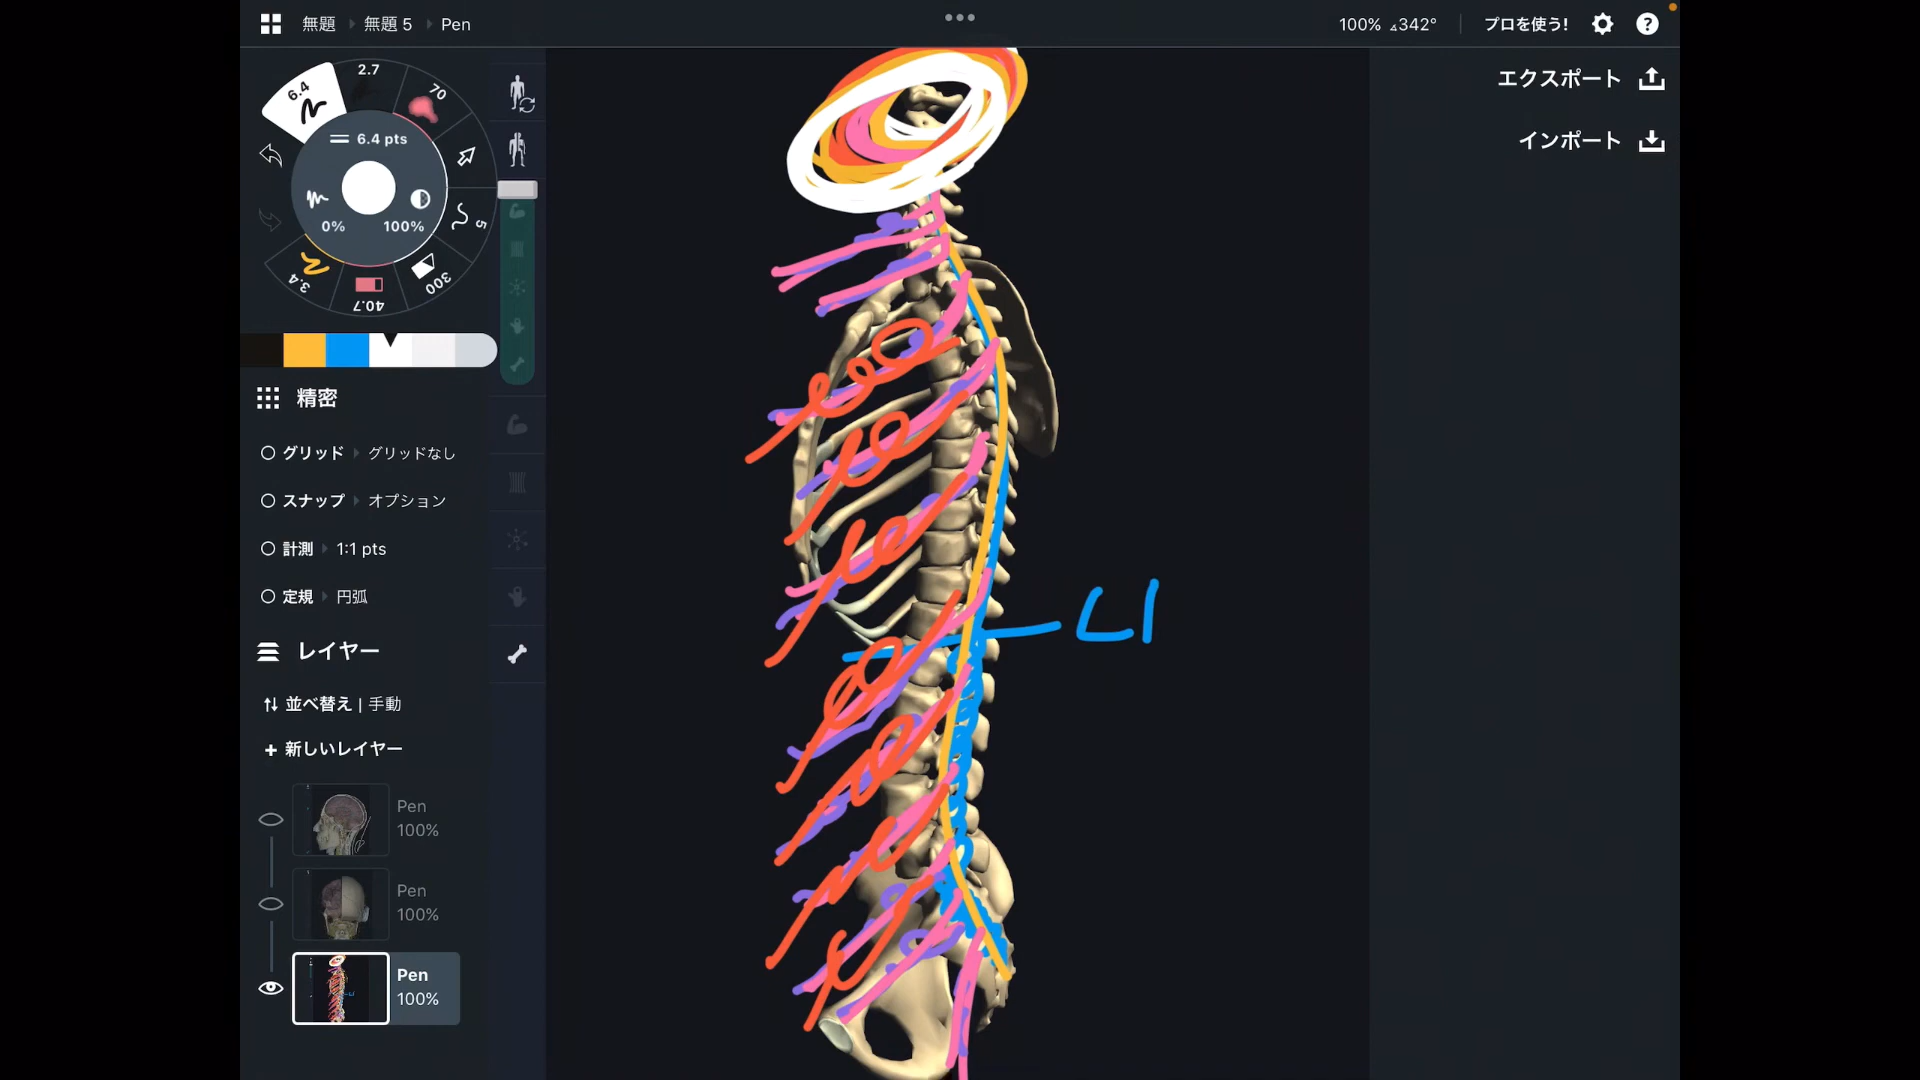 無題 無題 5 Pen
100% ⊿342° プロを使う!
エクスポート
インポート
6.4
2.7
70
6.4 pts
0% 100%
5
3.4
40.7
300
精密
グリッド グリッドなし
スナップ オプション
計測 1:1 pts
定規 円弧
レイヤー
並べ替え | 手動
+ 新しいレイヤー
Pen
100%
Pen
100%
Pen
100%
L1